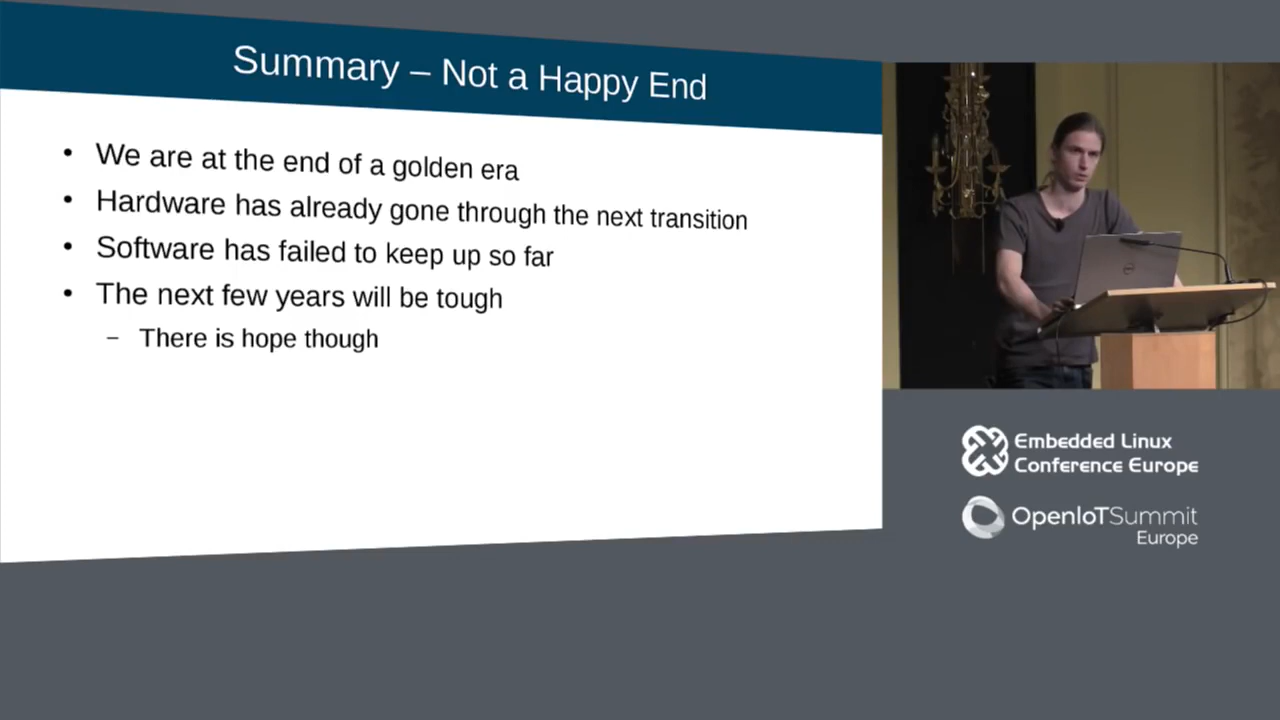 Summary – Not a Happy End
• We are at the end of a golden era
• Hardware has already gone through the next transition
• Software has failed to keep up so far
• The next few years will be tough
– There is hope though
Embedded Linux
Conference Europe
OpenIoTSummit
Europe